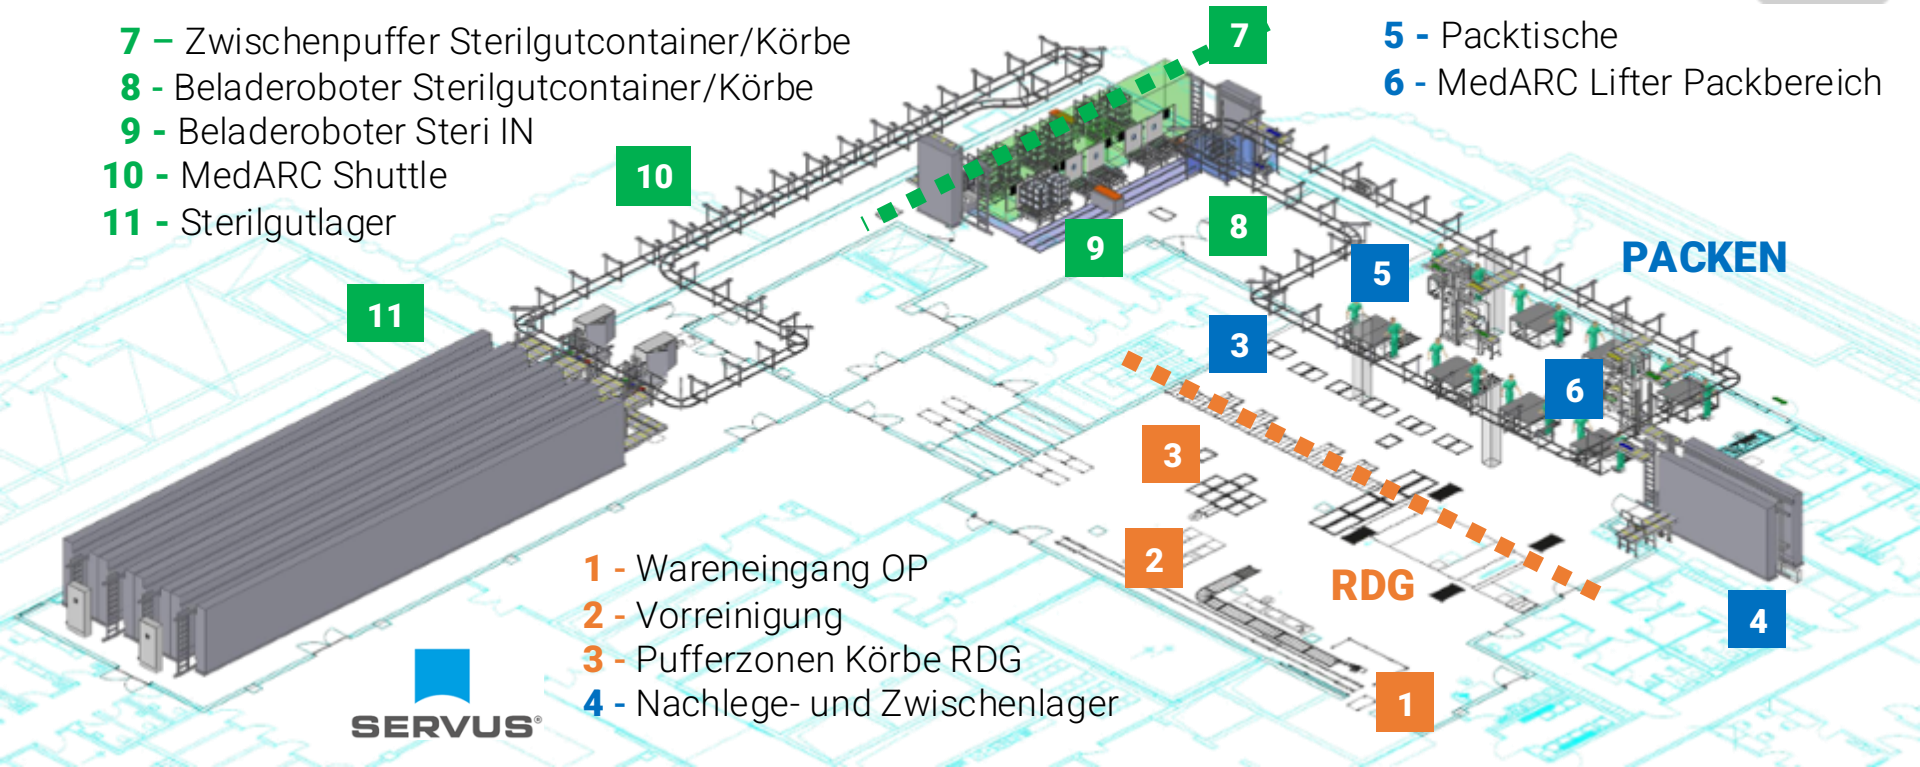 7 – Zwischenpuffer Sterilgutcontainer/Körbe
8 - Beladeroboter Sterilgutcontainer/Körbe
9 - Beladeroboter Steri IN
10 - MedARC Shuttle
11 - Sterilgutlager
7
5 - Packtische
6 - MedARC Lifter Packbereich
10
8
9
PACKEN
5
11
3
6
3
2
RDG
4
1
1 - Wareneingang OP
2 - Vorreinigung
3 - Pufferzonen Körbe RDG
4 - Nachlege- und Zwischenlager
SERVUS®